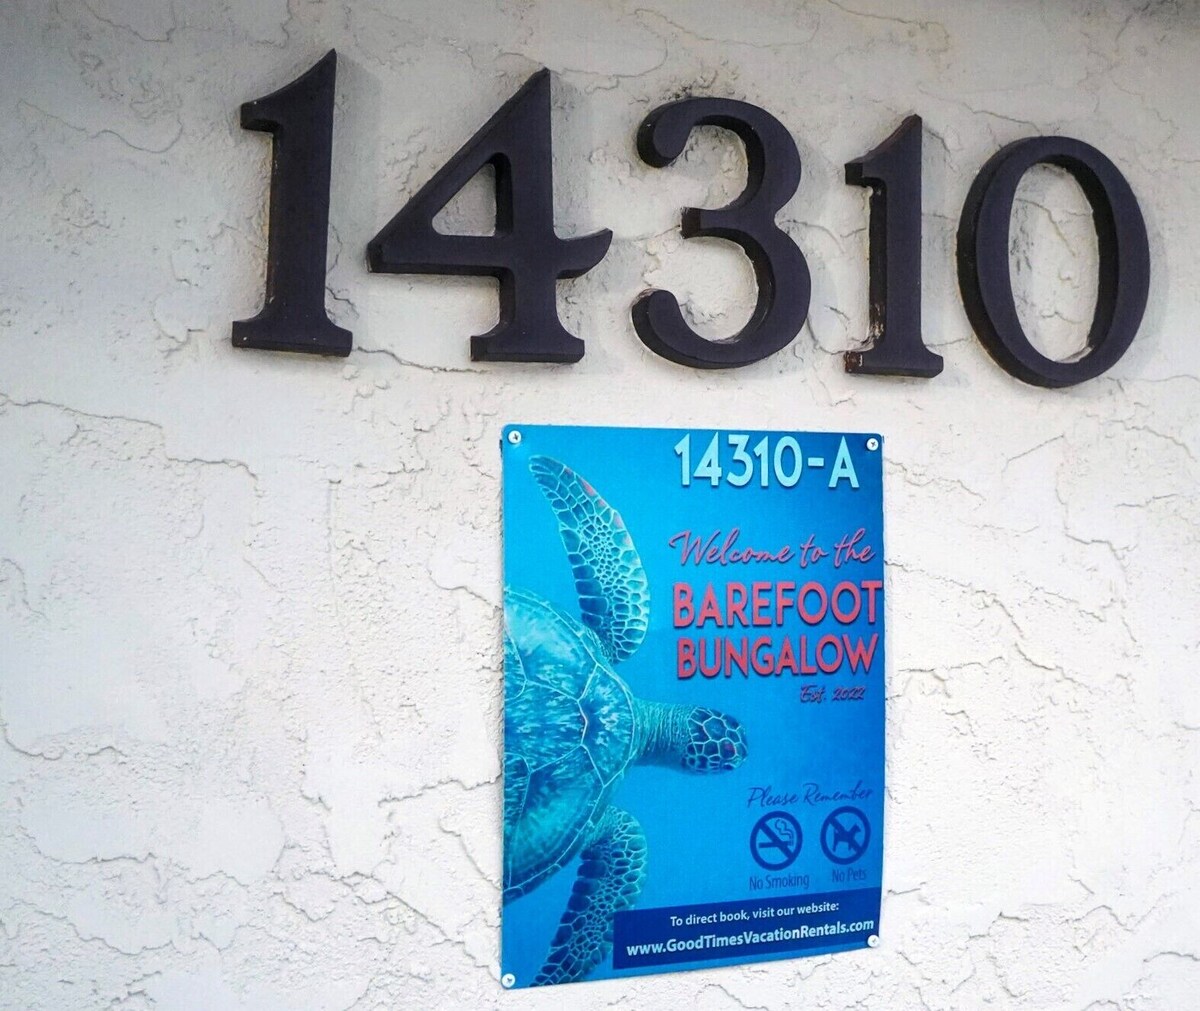 14310
14310-A
Welcome to the
BAREFOOT
BUNGALOW
Est. 2022
Please Remember
No Smoking No Pets
To direct book, visit our website:
www.GoodTimesVacationRentals.com